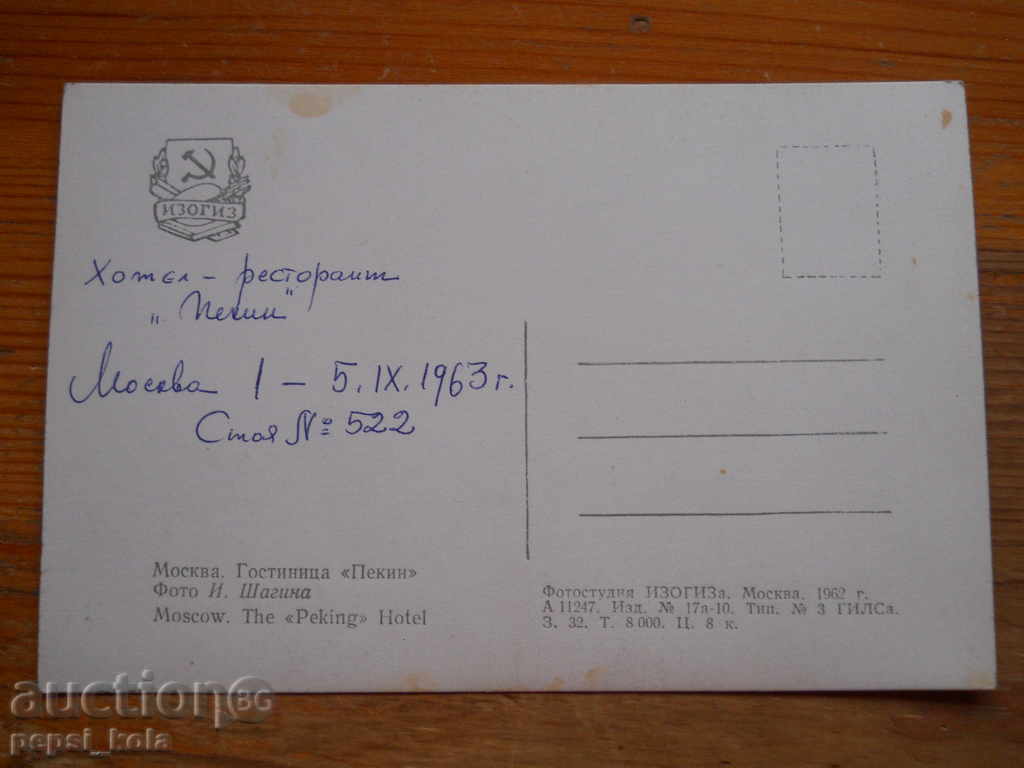 ИЗОГИЗ
Хотел - ресторант
„Пекин"
Москва 1 - 5.IX.1963 г.
Стая № 522
Москва. Гостиница «Пекин»
Фото И. Шагина
Moscow. The «Peking» Hotel
Фотостудия ИЗОГИЗа. Москва. 1962 г.
А 11247. Изд. № 17а-10. Тип. № 3 ГИЛСа.
З. 32. Т. 8 000. Ц. 8 к.
auctionBG
pepsi_kola